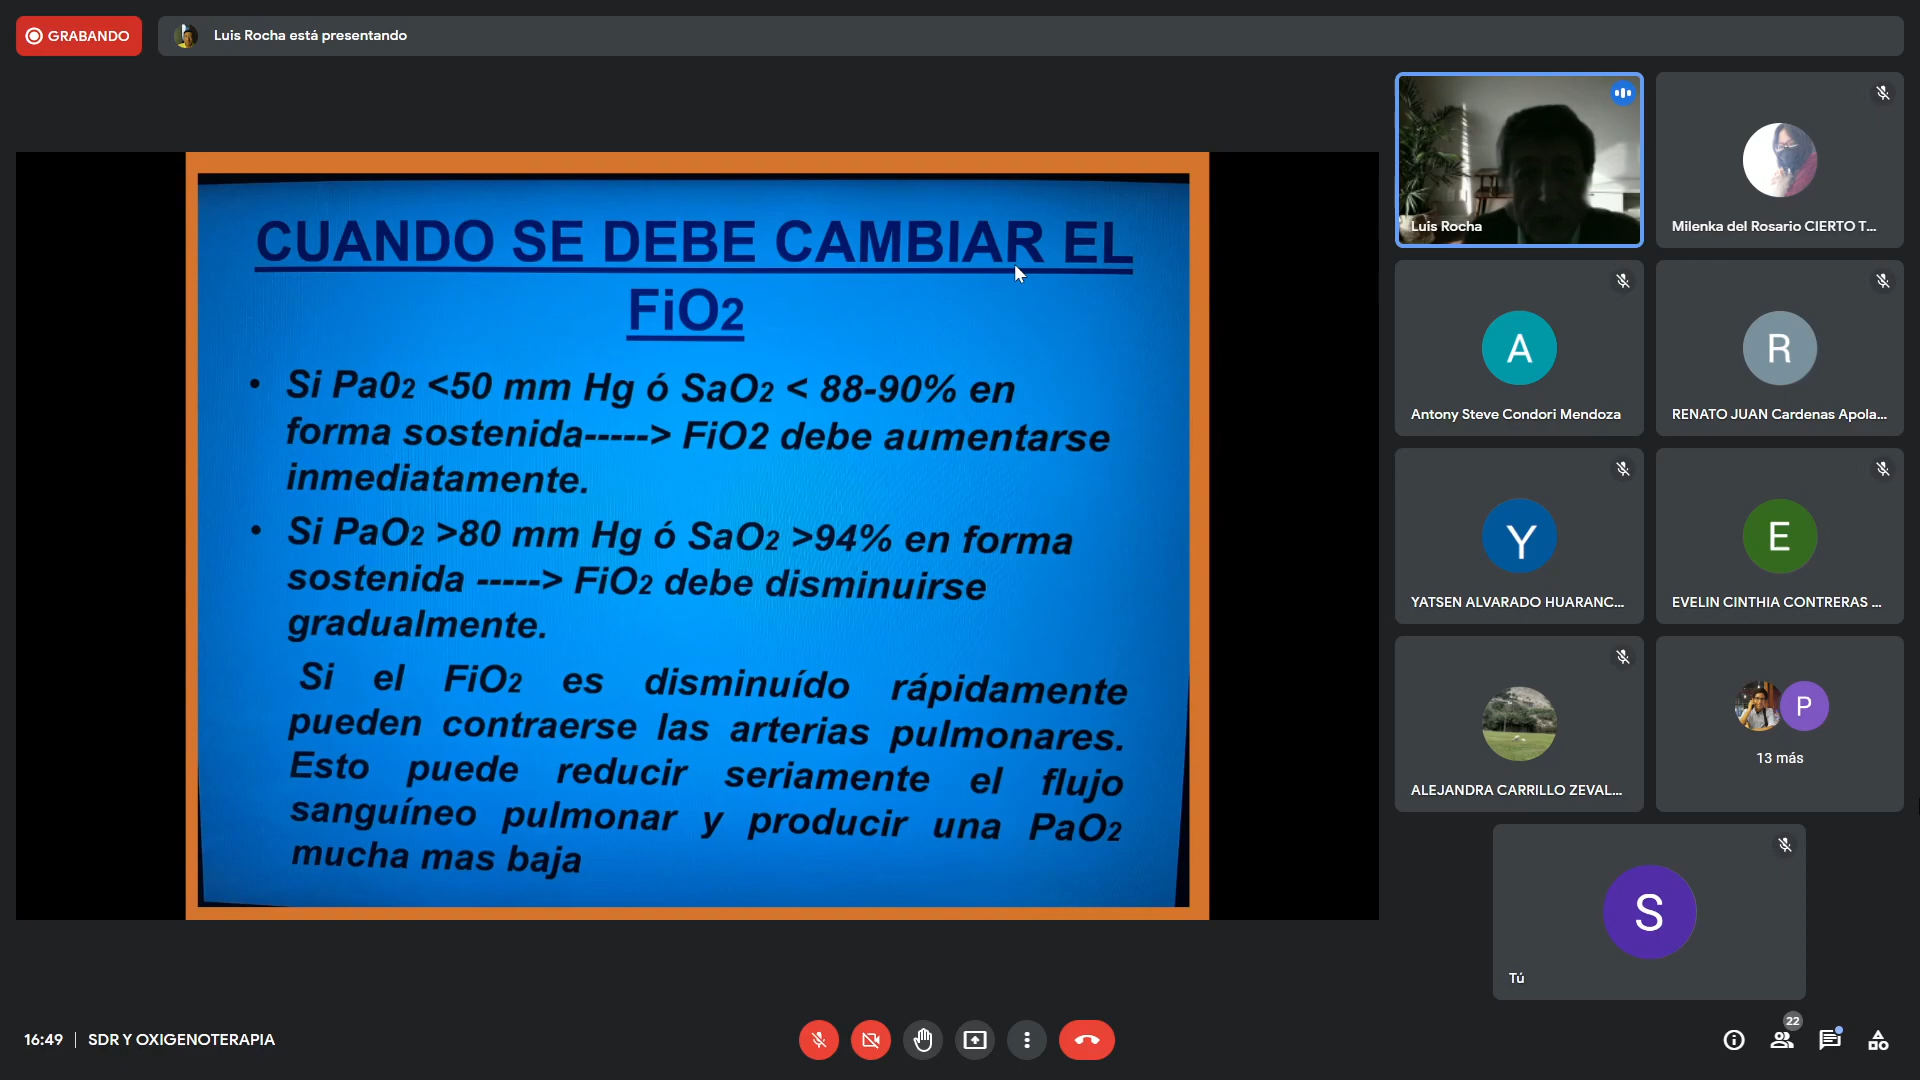 GRABANDO
Luis Rocha está presentando
CUANDO SE DEBE CAMBIAR EL
FiO2
• Si Pa02 <50 mm Hg ó SaO2 < 88-90% en
forma sostenida-----> FiO2 debe aumentarse
inmediatamente.
• Si PaO2 >80 mm Hg ó SaO2 >94% en forma
sostenida -----> FiO2 debe disminuirse
gradualmente.
Si el FiO2 es disminuído rápidamente
pueden contraerse las arterias pulmonares.
Esto puede reducir seriamente el flujo
sanguíneo pulmonar y producir una PaO2
mucha mas baja
Luis Rocha
Milenka del Rosario CIERTO T...
A
Antony Steve Condori Mendoza
R
RENATO JUAN Cardenas Apola...
Y
YATSEN ALVARADO HUARANC...
E
EVELIN CINTHIA CONTRERAS ...
ALEJANDRA CARRILLO ZEVAL...
P
13 más
S
Tú
16:49 | SDR Y OXIGENOTERAPIA
22